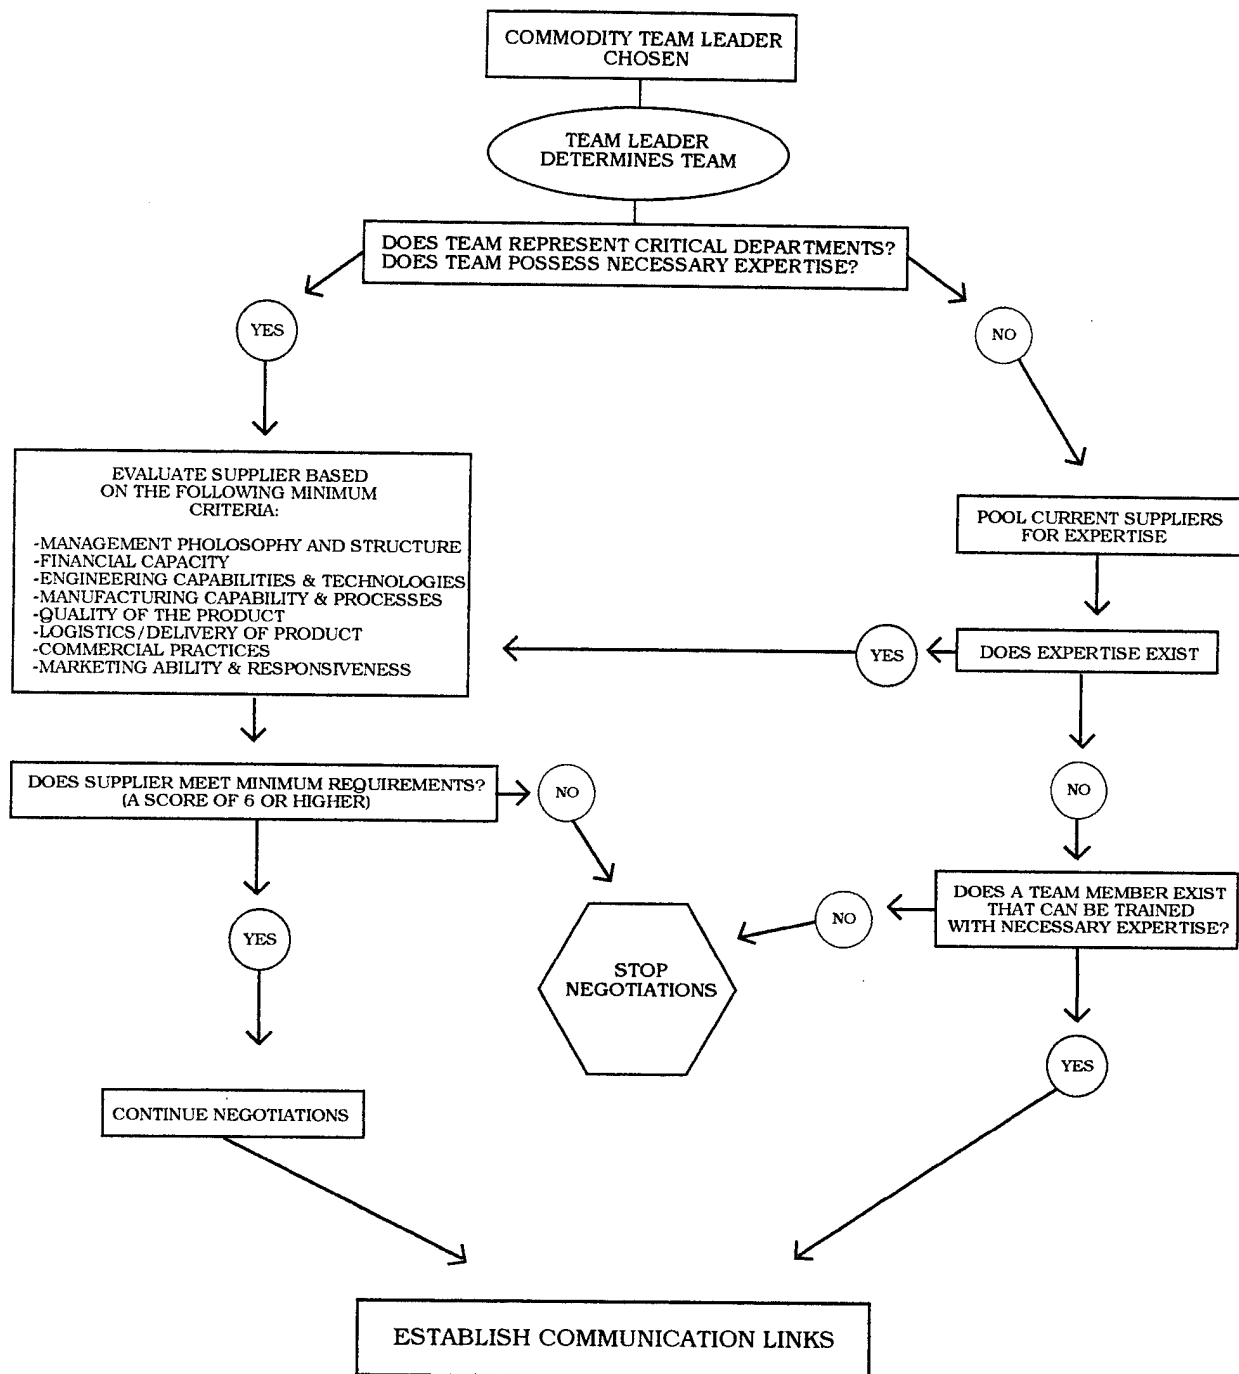 COMMODITY TEAM LEADER
CHOSEN
TEAM LEADER
DETERMINES TEAM
DOES TEAM REPRESENT CRITICAL DEPARTMENTS?
DOES TEAM POSSESS NECESSARY EXPERTISE?
YES
NO
EVALUATE SUPPLIER BASED
ON THE FOLLOWING MINIMUM
CRITERIA:
-MANAGEMENT PHOLOSOPHY AND STRUCTURE
-FINANCIAL CAPACITY
-ENGINEERING CAPABILITIES & TECHNOLOGIES
-MANUFACTURING CAPABILITY & PROCESSES
-QUALITY OF THE PRODUCT
-LOGISTICS/DELIVERY OF PRODUCT
-COMMERCIAL PRACTICES
-MARKETING ABILITY & RESPONSIVENESS
POOL CURRENT SUPPLIERS
FOR EXPERTISE
YES
DOES EXPERTISE EXIST
DOES SUPPLIER MEET MINIMUM REQUIREMENTS?
(A SCORE OF 6 OR HIGHER)
NO
NO
DOES A TEAM MEMBER EXIST
THAT CAN BE TRAINED
WITH NECESSARY EXPERTISE?
NO
YES
STOP
NEGOTIATIONS
YES
CONTINUE NEGOTIATIONS
ESTABLISH COMMUNICATION LINKS